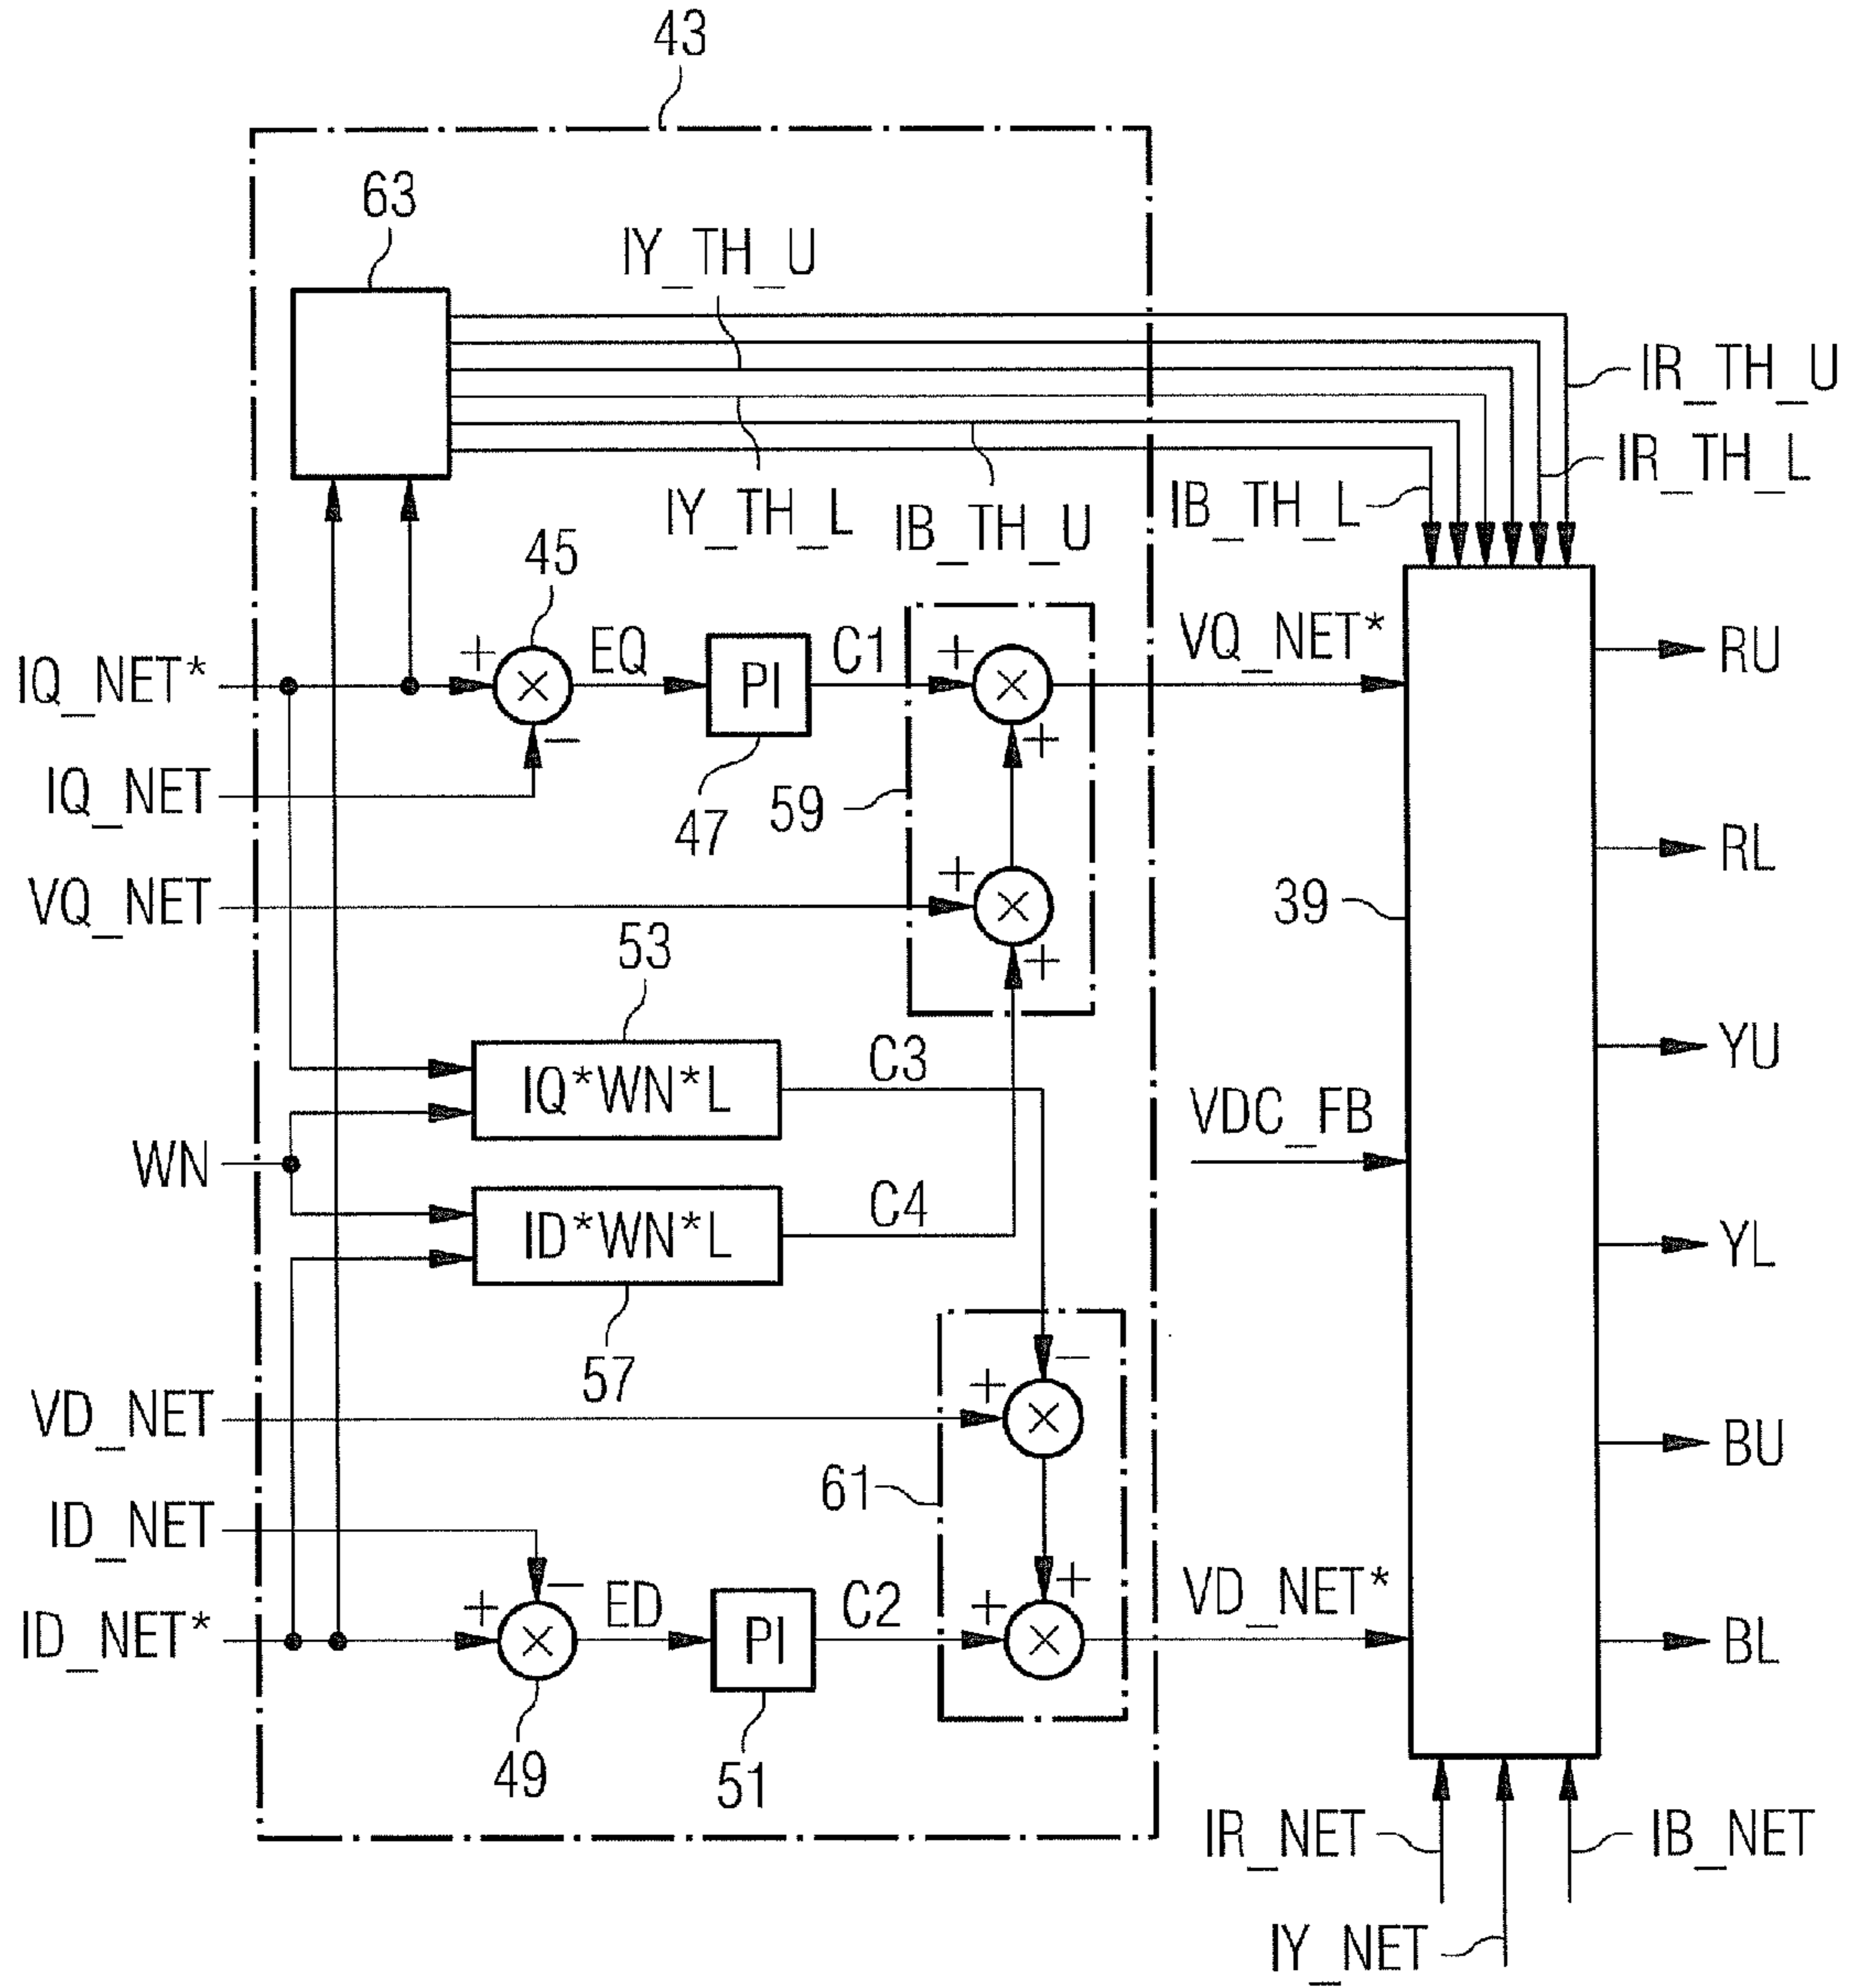 43
63
IY_TH_U
IR_TH_U
IR_TH_L
IY_TH_L
IB_TH_U
IB_TH_L
45
IQ_NET*
+
−
EQ
PI
C1
+
+
VQ_NET*
RU
IQ_NET
47
59
VQ_NET
+
+
39
RL
53
IQ*WN*L
C3
YU
WN
VDC_FB
ID*WN*L
C4
YL
57
VD_NET
+
−
BU
61
ID_NET
ID_NET*
+
−
ED
PI
C2
+
+
VD_NET*
BL
49
51
IR_NET
IB_NET
IY_NET